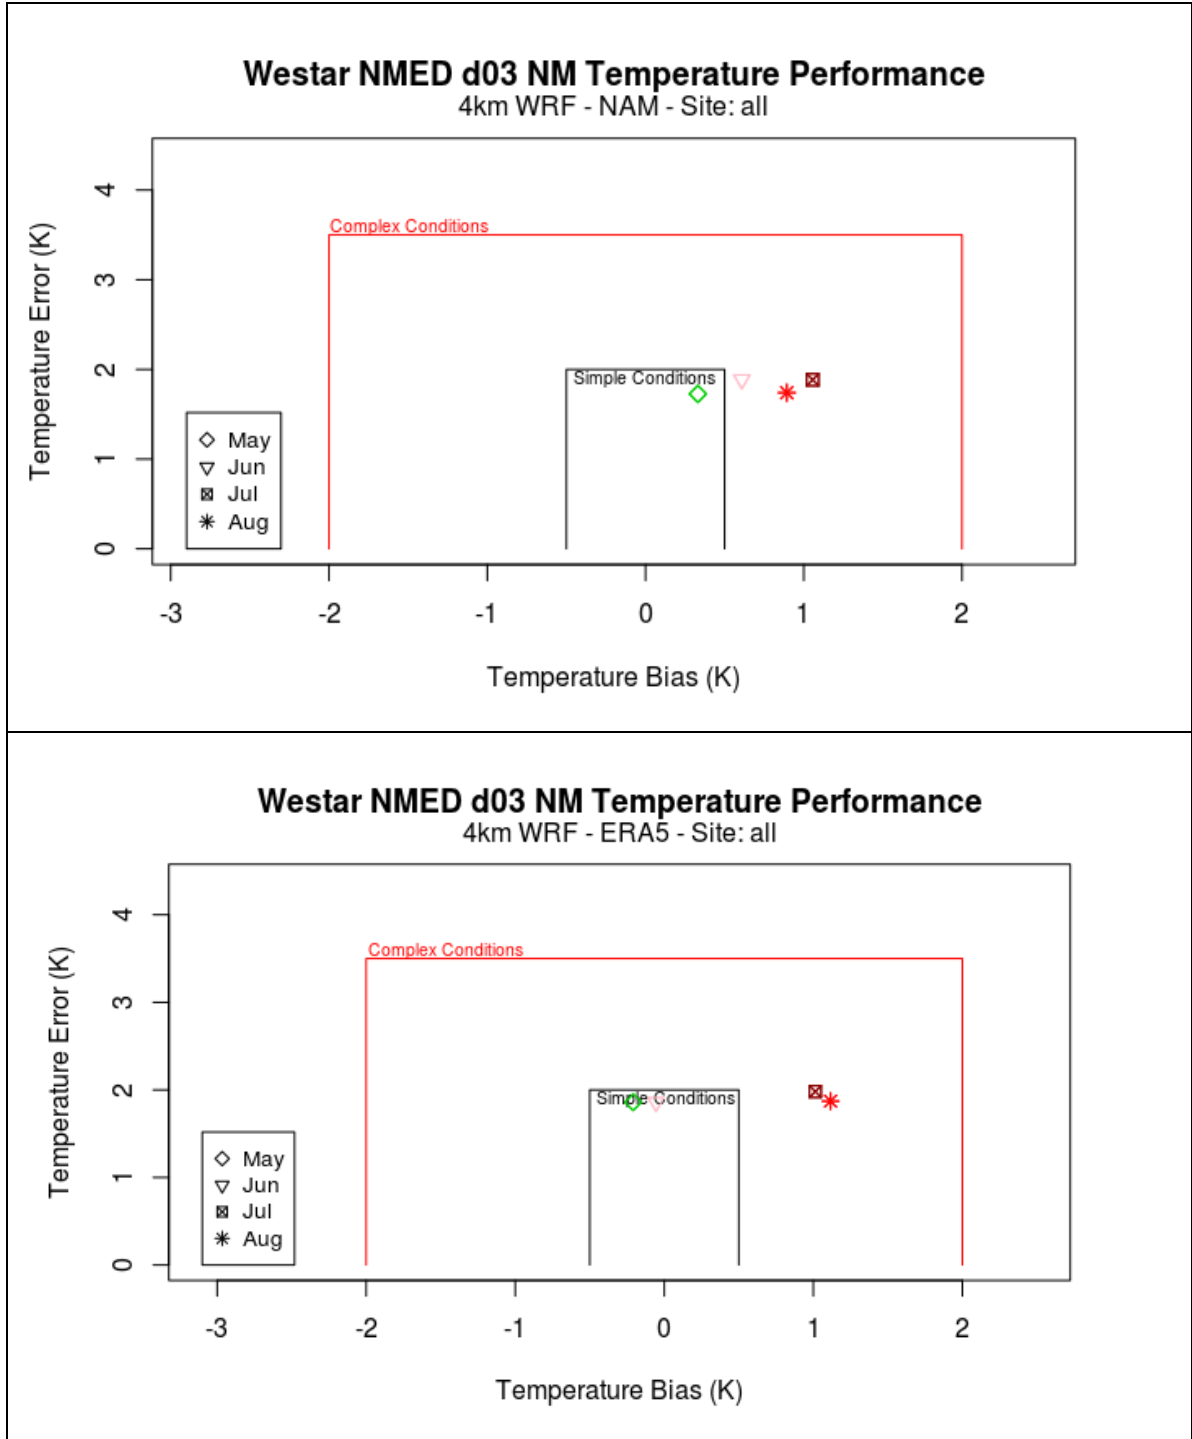 Westar NMED d03 NM Temperature Performance
4km WRF - NAM - Site: all
Temperature Error (K)
4
3
2
1
0
Complex Conditions
Simple Conditions
May
Jun
Jul
Aug
-3 -2 -1 0 1 2
Temperature Bias (K)
Westar NMED d03 NM Temperature Performance
4km WRF - ERA5 - Site: all
Temperature Error (K)
4
3
2
1
0
Complex Conditions
Simple Conditions
May
Jun
Jul
Aug
-3 -2 -1 0 1 2
Temperature Bias (K)